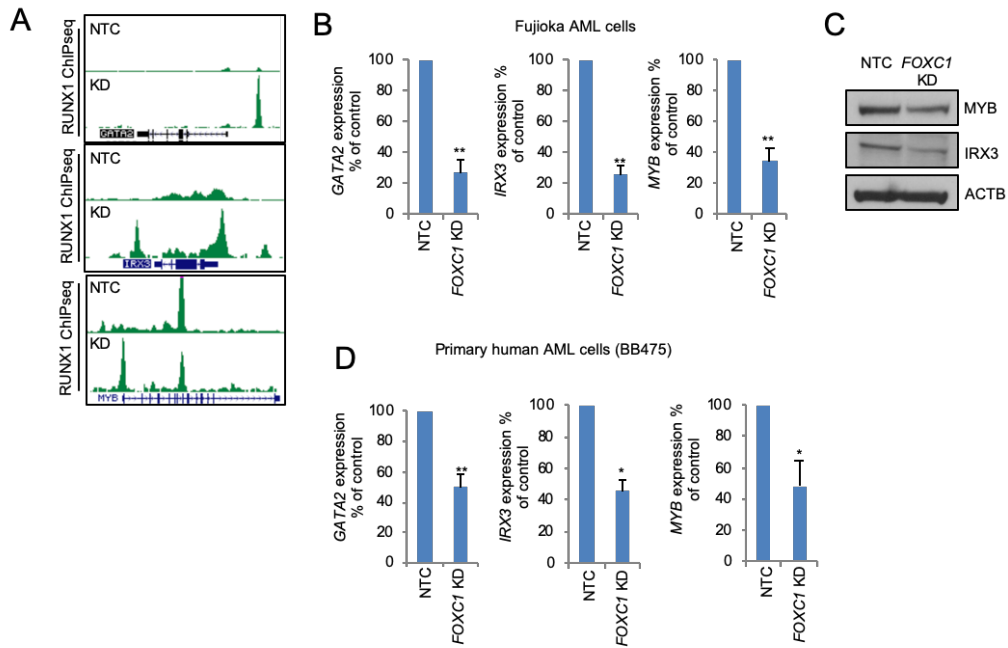 A
RUNX1 ChIPseq
NTC
KD
GATA2
RUNX1 ChIPseq
NTC
KD
IRX3
RUNX1 ChIPseq
NTC
KD
MYB
B
Fujioka AML cells
GATA2 expression
% of control
100
80
60
40
20
0
**
NTC
FOXC1 KD
IRX3 expression %
of control
100
80
60
40
20
0
**
NTC
FOXC1 KD
MYB expression %
of control
100
80
60
40
20
0
**
NTC
FOXC1 KD
C
NTC FOXC1
KD
MYB
IRX3
ACTB
D
Primary human AML cells (BB475)
GATA2 expression
% of control
100
80
60
40
20
0
**
NTC
FOXC1 KD
IRX3 expression %
of control
100
80
60
40
20
0
*
NTC
FOXC1 KD
MYB expression %
of control
100
80
60
40
20
0
*
NTC
FOXC1 KD